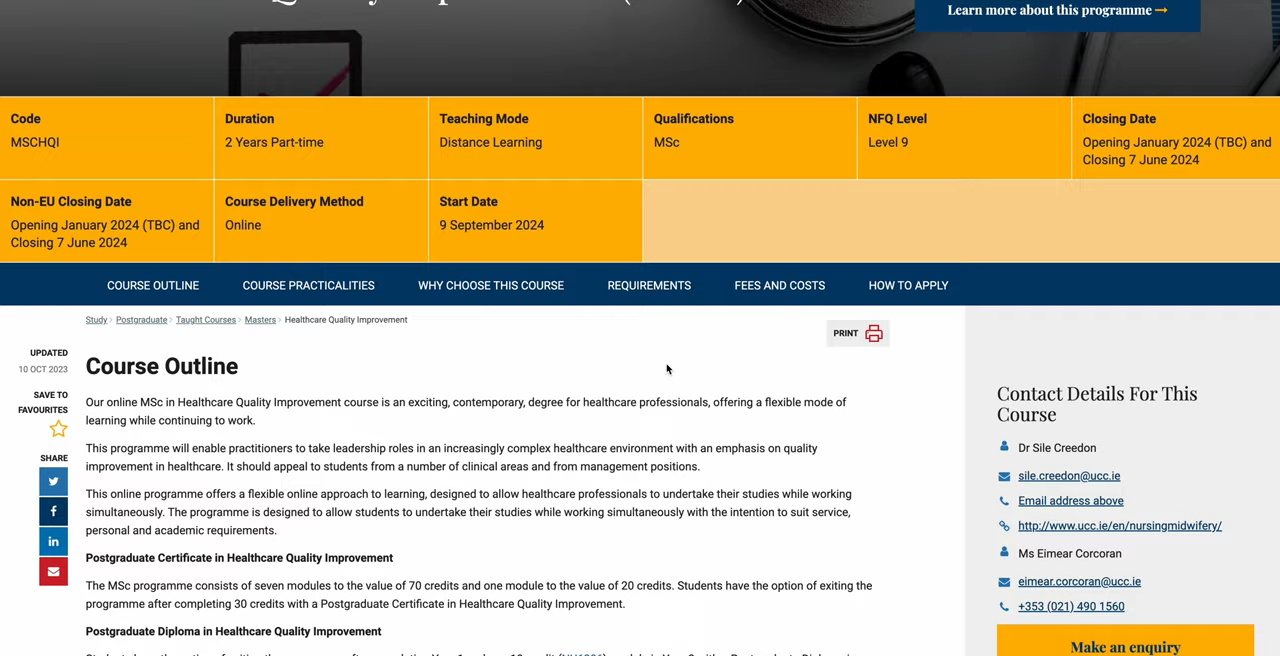 Learn more about this programme →
Code
MSCHQI
Duration
2 Years Part-time
Teaching Mode
Distance Learning
Qualifications
MSc
NFQ Level
Level 9
Closing Date
Opening January 2024 (TBC) and
Closing 7 June 2024
Non-EU Closing Date
Opening January 2024 (TBC) and
Closing 7 June 2024
Course Delivery Method
Online
Start Date
9 September 2024
COURSE OUTLINE
COURSE PRACTICALITIES
WHY CHOOSE THIS COURSE
REQUIREMENTS
FEES AND COSTS
HOW TO APPLY
Study › Postgraduate › Taught Courses › Masters › Healthcare Quality Improvement
PRINT
UPDATED
10 OCT 2023
SAVE TO
FAVOURITES
SHARE
Course Outline
Our online MSc in Healthcare Quality Improvement course is an exciting, contemporary, degree for healthcare professionals, offering a flexible mode of
learning while continuing to work.
This programme will enable practitioners to take leadership roles in an increasingly complex healthcare environment with an emphasis on quality
improvement in healthcare. It should appeal to students from a number of clinical areas and from management positions.
This online programme offers a flexible online approach to learning, designed to allow healthcare professionals to undertake their studies while working
simultaneously. The programme is designed to allow students to undertake their studies while working simultaneously with the intention to suit service,
personal and academic requirements.
Postgraduate Certificate in Healthcare Quality Improvement
The MSc programme consists of seven modules to the value of 70 credits and one module to the value of 20 credits. Students have the option of exiting the
programme after completing 30 credits with a Postgraduate Certificate in Healthcare Quality Improvement.
Postgraduate Diploma in Healthcare Quality Improvement
Contact Details For This
Course
Dr Sile Creedon
sile.creedon@ucc.ie
Email address above
http://www.ucc.ie/en/nursingmidwifery/
Ms Eimear Corcoran
eimear.corcoran@ucc.ie
+353 (021) 490 1560
Make an enquiry